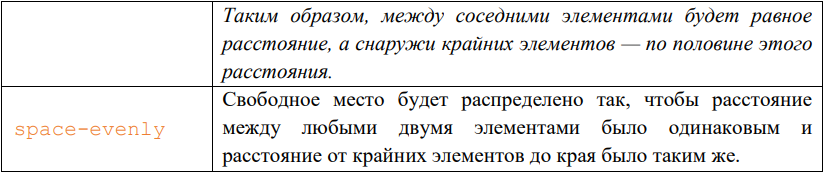 Таким образом, между соседними элементами будет равное
расстояние, а снаружи крайних элементов — по половине этого
расстояния.
space-evenly
Свободное место будет распределено так, чтобы расстояние
между любыми двумя элементами было одинаковым и
расстояние от крайних элементов до края было таким же.